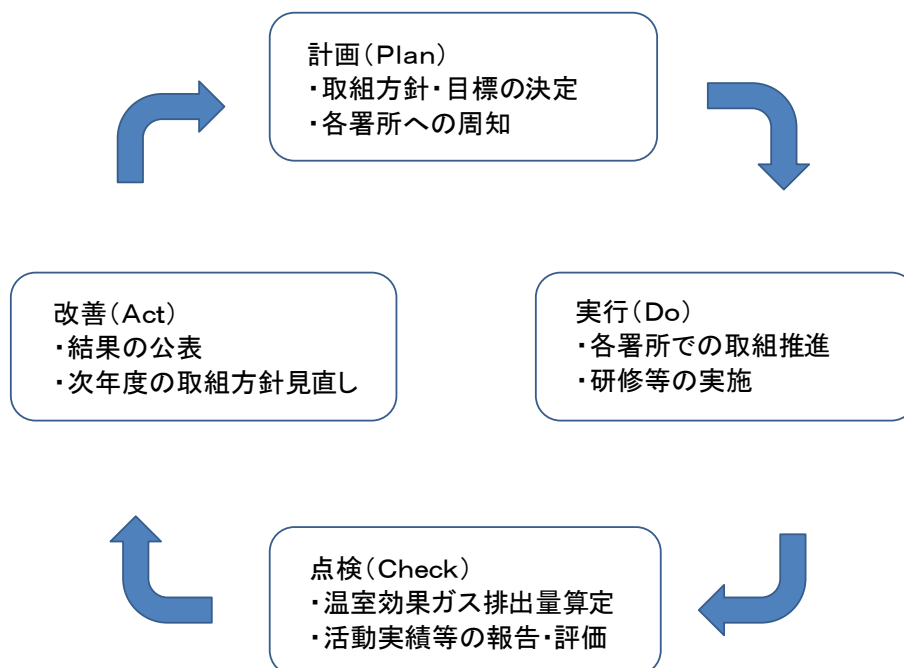 計画（Plan）
・取組方針・目標の決定
・各署所への周知
改善（Act）
・結果の公表
・次年度の取組方針見直し
実行（Do）
・各署所での取組推進
・研修等の実施
点検（Check）
・温室効果ガス排出量算定
・活動実績等の報告・評価